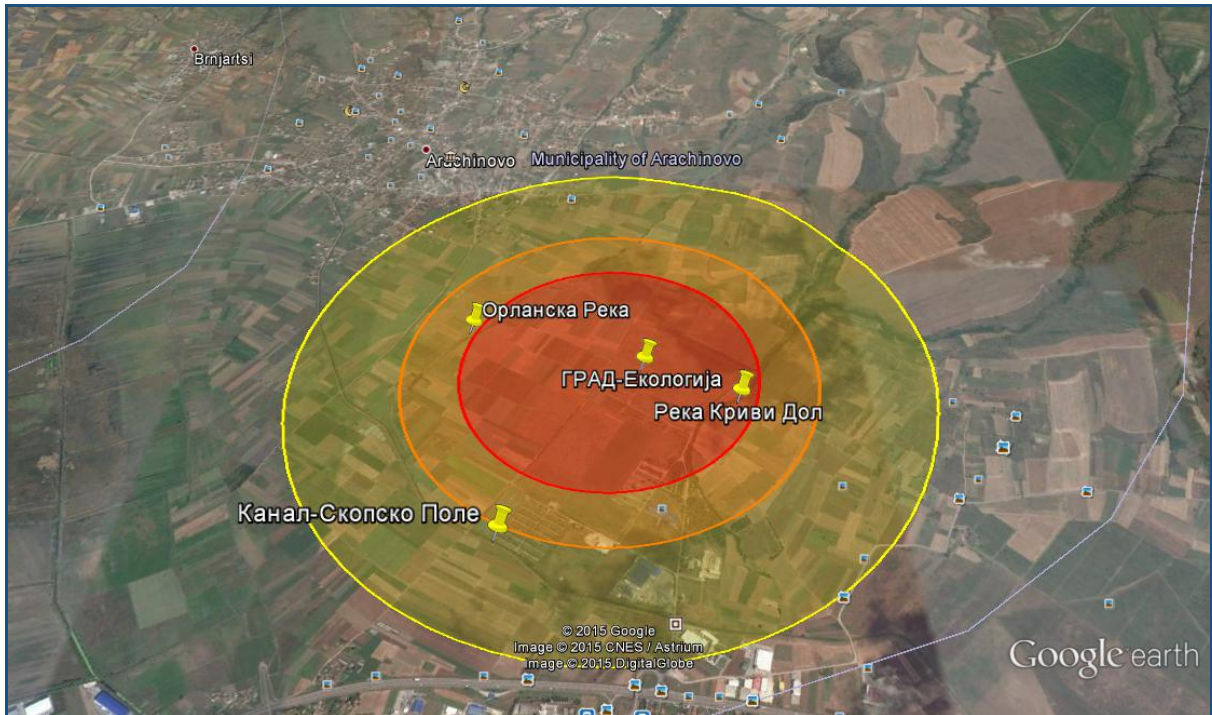 Brnjartsi
Arachinovo
Municipality of Arachinovo
Орланска Река
ГРАД-Екологија
Река Криви Дол
Канал-Скопско Поле
© 2015 Google
Image © 2015 CNES / Astrium
Image © 2015 DigitalGlobe
Google earth